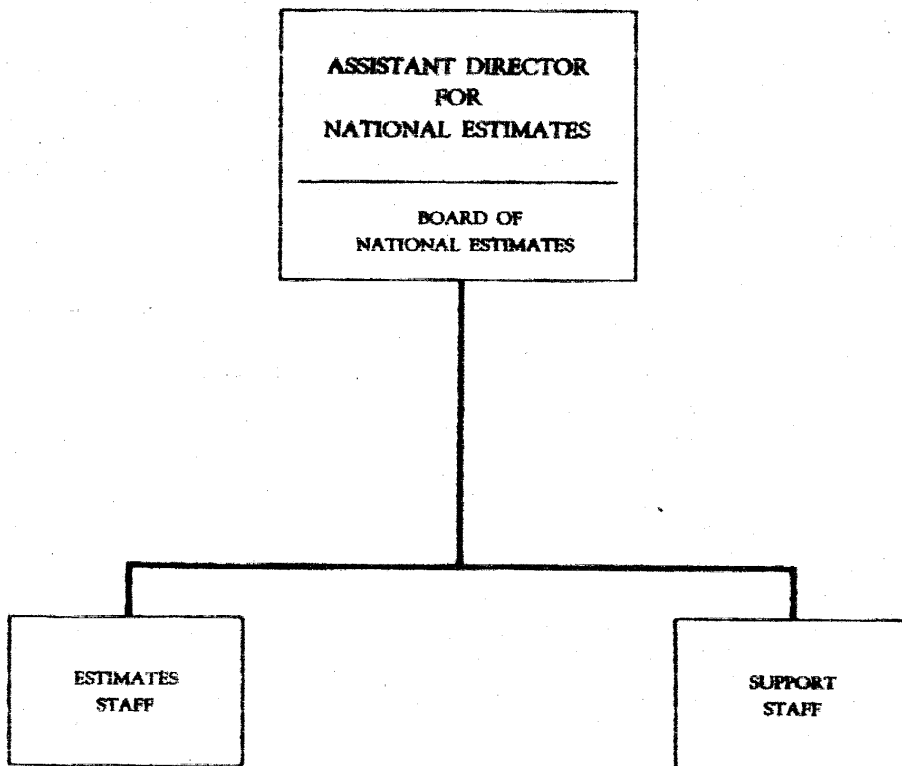 ASSISTANT DIRECTOR
FOR
NATIONAL ESTIMATES
BOARD OF
NATIONAL ESTIMATES
ESTIMATES
STAFF
SUPPORT
STAFF